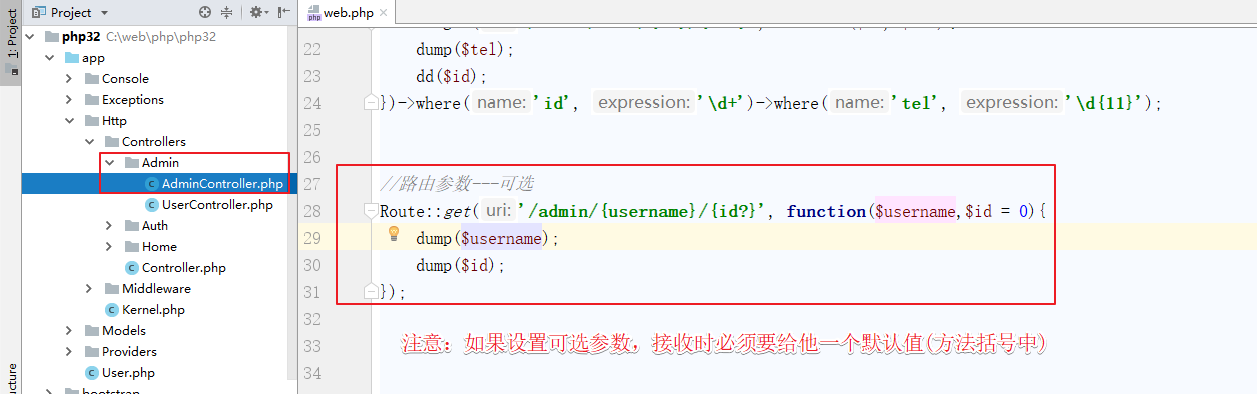 1: Project
Project
php32 C:\web\php\php32
app
Console
Exceptions
Http
Controllers
Admin
AdminController.php
UserController.php
Auth
Home
Controller.php
Middleware
Kernel.php
Models
Providers
User.php
web.php
22 dump($tel);
23 dd($id);
24 })->where( name: 'id', expression: '\d+')->where( name: 'tel', expression: '\d{11}');
25
26
27 //路由参数---可选
28 Route::get( uri: '/admin/{username}/{id?}', function($username,$id = 0){
29 dump($username);
30 dump($id);
31 });
32
33 注意：如果设置可选参数，接收时必须要给他一个默认值(方法括号中)
34